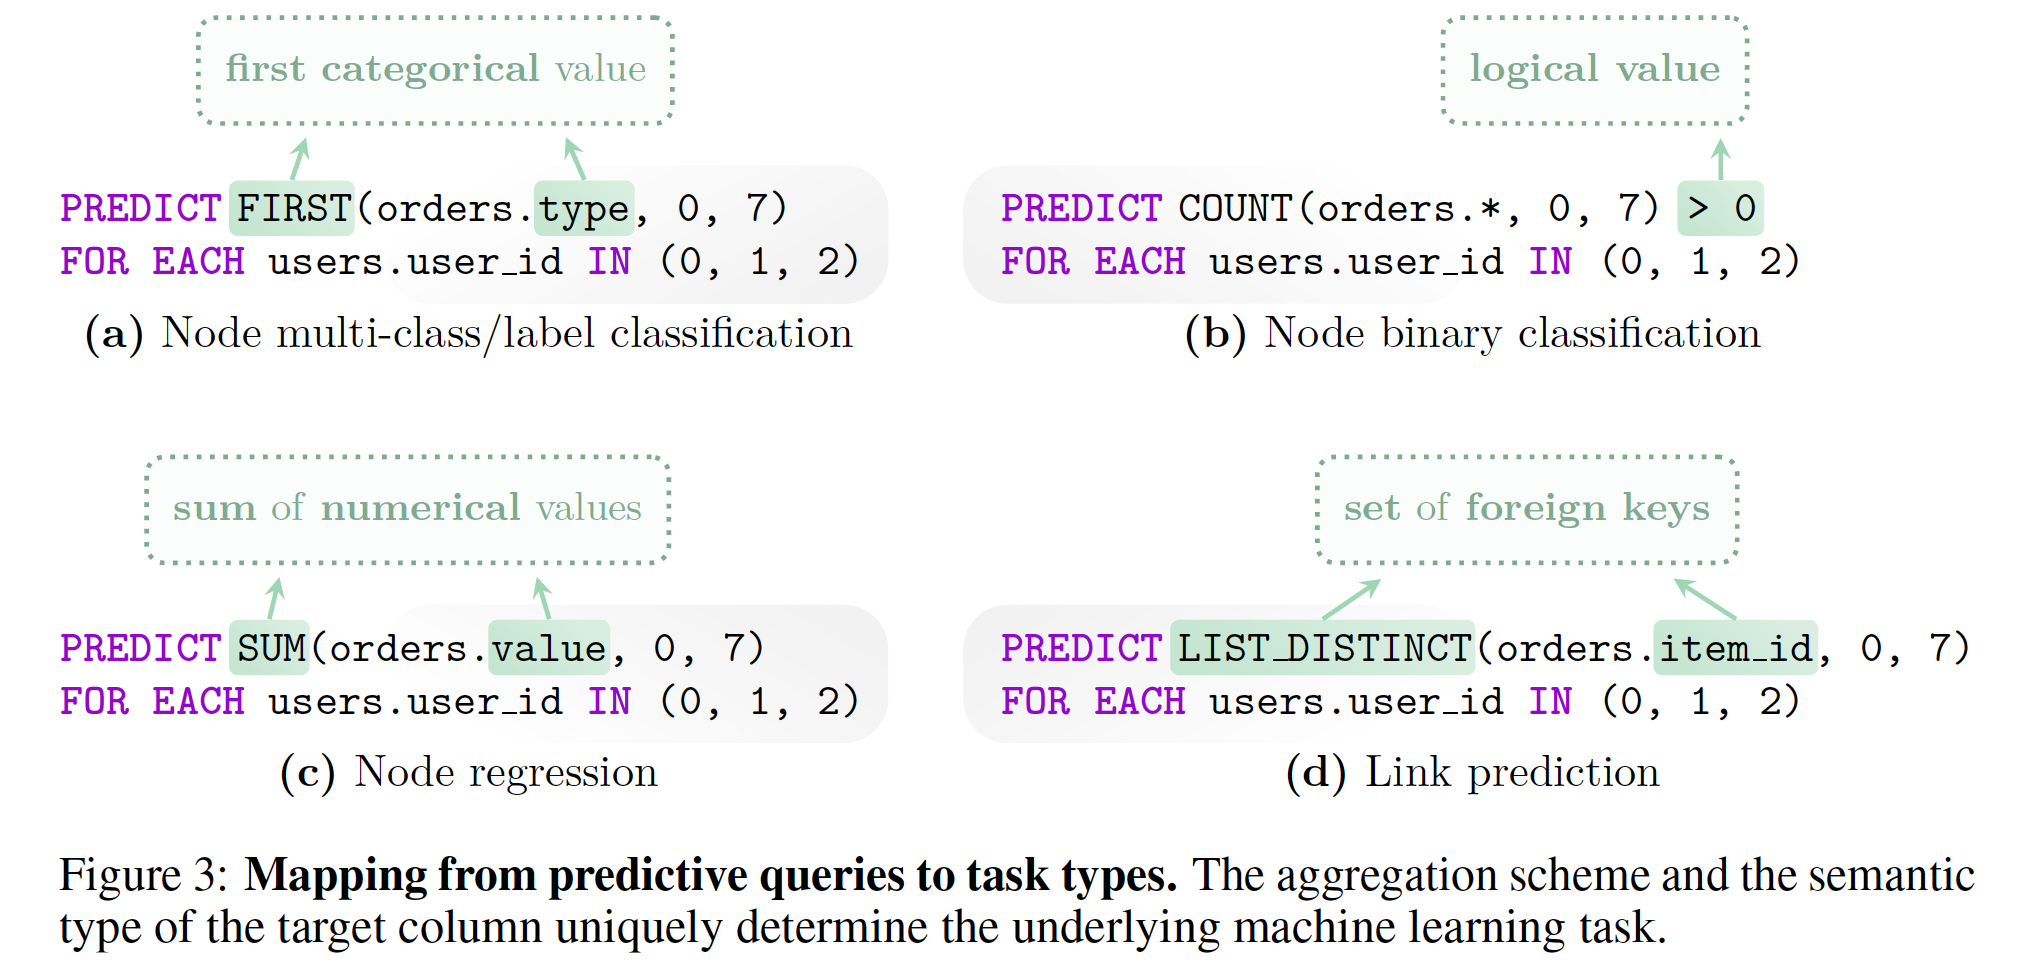 first categorical value
PREDICT FIRST(orders.type, 0, 7)
FOR EACH users.user_id IN (0, 1, 2)
(a) Node multi-class/label classification
logical value
PREDICT COUNT(orders.*, 0, 7) > 0
FOR EACH users.user_id IN (0, 1, 2)
(b) Node binary classification
sum of numerical values
PREDICT SUM(orders.value, 0, 7)
FOR EACH users.user_id IN (0, 1, 2)
(c) Node regression
set of foreign keys
PREDICT LIST_DISTINCT(orders.item_id, 0, 7)
FOR EACH users.user_id IN (0, 1, 2)
(d) Link prediction
Figure 3: Mapping from predictive queries to task types. The aggregation scheme and the semantic
type of the target column uniquely determine the underlying machine learning task.